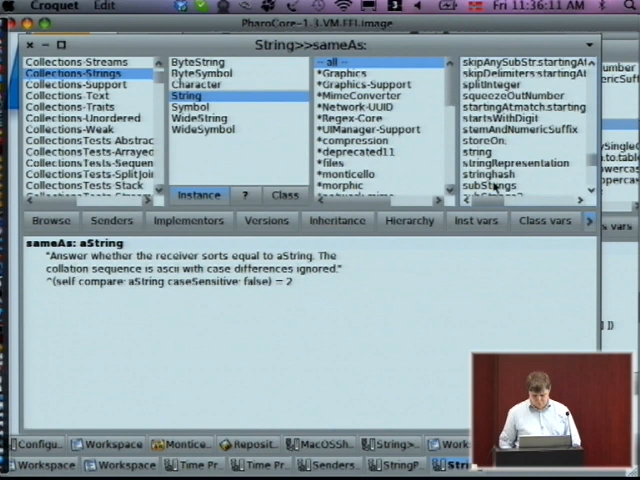 Croquet Edit
Fri 11:36:11 AM
PharoCore-1.3.VM.FFI.image
String>>sameAs:
Collections-Streams
Collections-Strings
Collections-Support
Collections-Text
Collections-Traits
Collections-Unordered
Collections-Weak
CollectionsTests-Abstrac
CollectionsTests-Arrayec
CollectionsTests-Sequen
CollectionsTests-SplitJoin
CollectionsTests-Stack
ByteString
ByteSymbol
Character
String
Symbol
WideString
WideSymbol
Instance
?
Class
-- all --
*Graphics
*Graphics-Support
*MimeConverter
*Network-UUID
*Regex-Core
*UIManager-Support
*compression
*deprecated11
*files
*monticello
*morphic
skipAnySubStr:startingAt
skipDelimiters:startingAt
splitInteger
squeezeOutNumber
startingAt:match:starting
startsWithDigit
stemAndNumericSuffix
storeOn:
string
stringRepresentation
stringhash
subStrings
Browse
Senders
Implementors
Versions
Inheritance
Hierarchy
Inst vars
Class vars
sameAs: aString
"Answer whether the receiver sorts equal to aString. The
collation sequence is ascii with case differences ignored."
^(self compare: aString caseSensitive: false) = 2
Configu..
Workspace
Montice..
Reposit..
MacOSSh..
String>..
Work
Workspace
Workspace
Time Pr..
Time Pr..
Senders..
StringP..
Stri